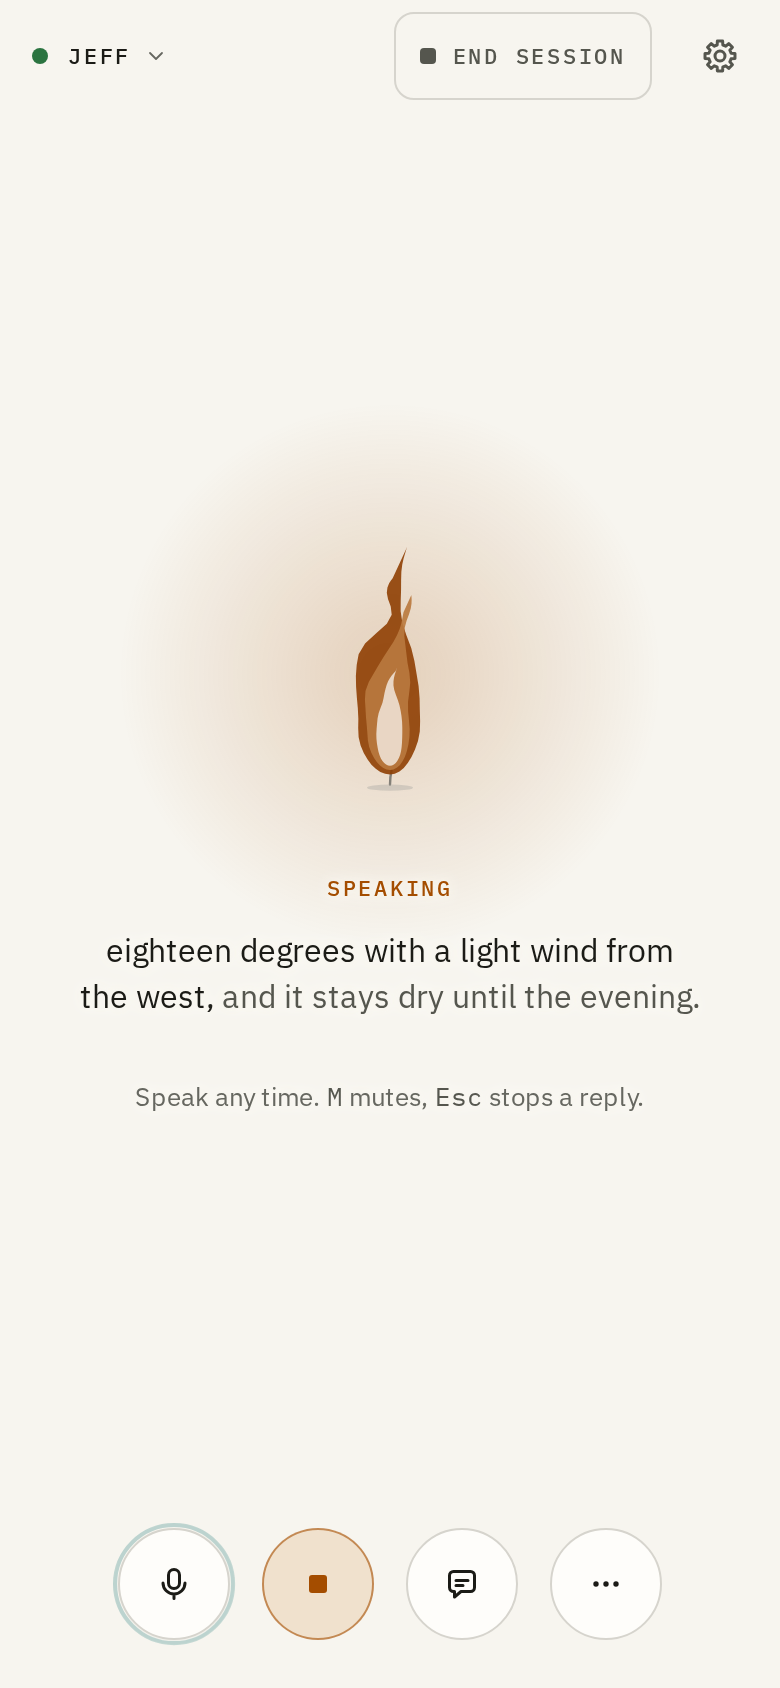 JEFF
END SESSION
SPEAKING
eighteen degrees with a light wind from
the west, and it stays dry until the evening.
Speak any time. M mutes, Esc stops a reply.